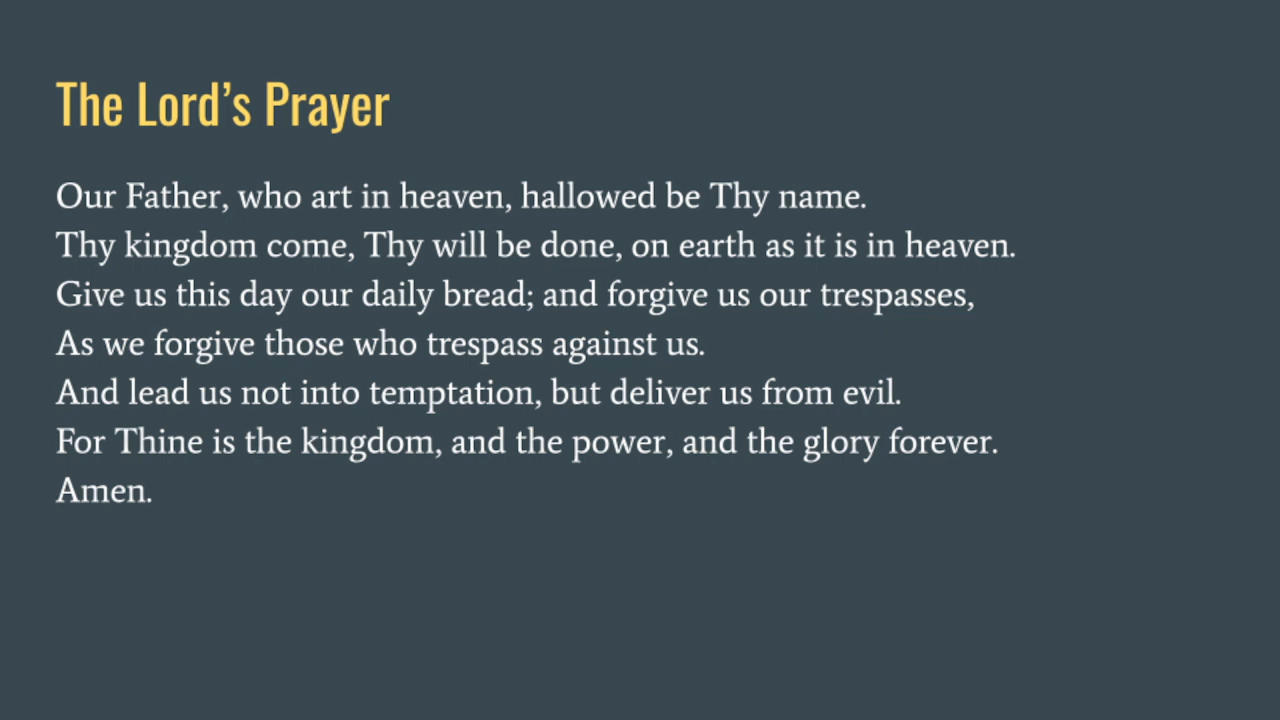 The Lord’s Prayer
Our Father, who art in heaven, hallowed be Thy name.
Thy kingdom come, Thy will be done, on earth as it is in heaven.
Give us this day our daily bread; and forgive us our trespasses,
As we forgive those who trespass against us.
And lead us not into temptation, but deliver us from evil.
For Thine is the kingdom, and the power, and the glory forever.
Amen.